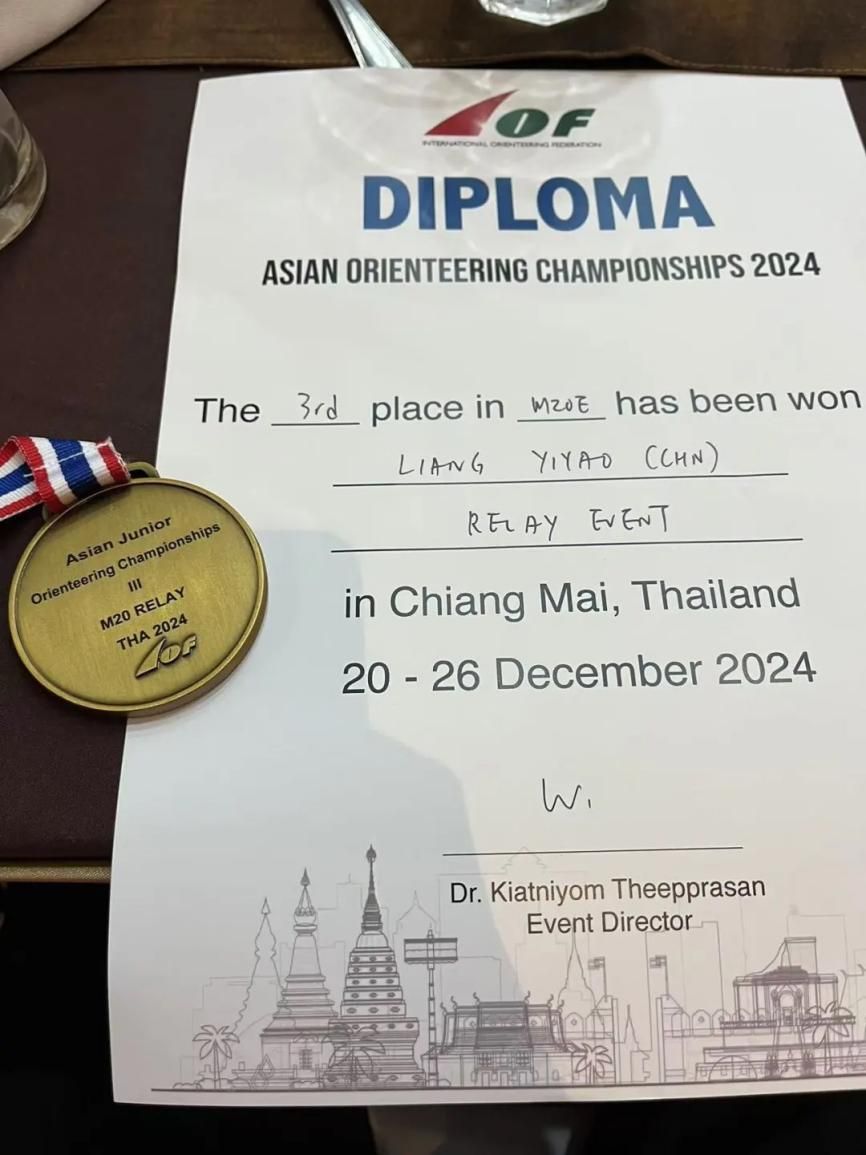 IOF
INTERNATIONAL ORIENTEERING FEDERATION
DIPLOMA
ASIAN ORIENTEERING CHAMPIONSHIPS 2024
The 3rd place in M20E has been won
LIANG YIYAO (CHN)
RELAY EVENT
in Chiang Mai, Thailand
20 - 26 December 2024
Dr. Kiatniyom Theepprasan
Event Director
Asian Junior
Orienteering Championships
III
M20 RELAY
THA 2024
IOF